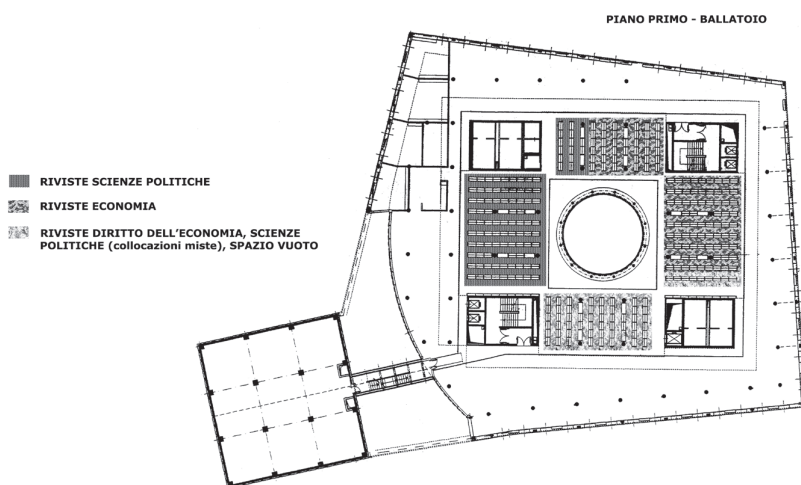 PIANO PRIMO - BALLATOIO
RIVISTE SCIENZE POLITICHE
RIVISTE ECONOMIA
RIVISTE DIRITTO DELL'ECONOMIA, SCIENZE
POLITICHE (collocazioni miste), SPAZIO VUOTO